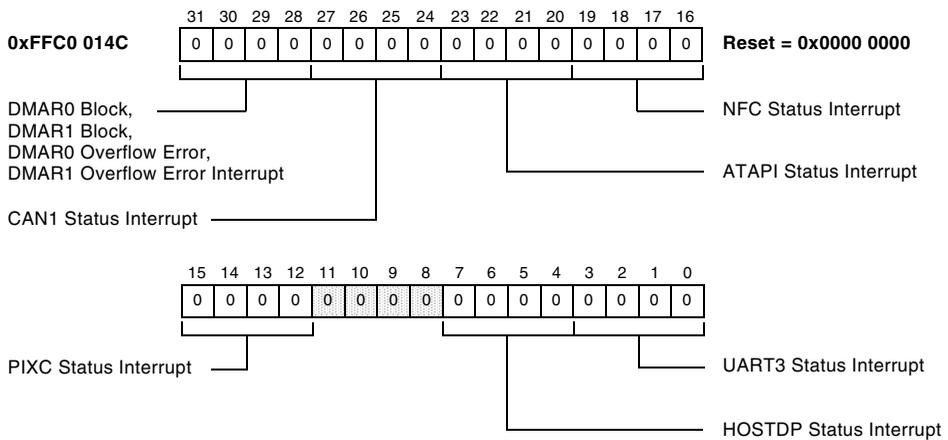 31 30 29 28 27 26 25 24 23 22 21 20 19 18 17 16
0xFFC0 014C 0 0 0 0 0 0 0 0 0 0 0 0 0 0 0 0 Reset = 0x0000 0000
DMAR0 Block,
DMAR1 Block,
DMAR0 Overflow Error,
DMAR1 Overflow Error Interrupt
NFC Status Interrupt
ATAPI Status Interrupt
CAN1 Status Interrupt
15 14 13 12 11 10 9 8 7 6 5 4 3 2 1 0
0 0 0 0 0 0 0 0 0 0 0 0 0 0 0 0
PIXC Status Interrupt
UART3 Status Interrupt
HOSTDP Status Interrupt